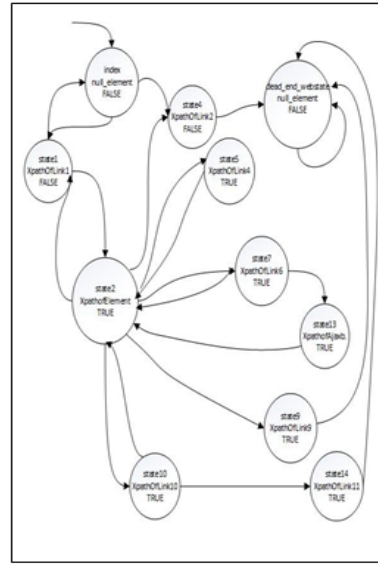 index
null_element
FALSE
dead_end_webstate
null_element
FALSE
state4
XpathOfLink2
FALSE
state1
XpathOfLink1
FALSE
state5
XpathOfLink4
TRUE
state7
XpathOfLink6
TRUE
state2
XpathofElement
TRUE
state13
XpathofAjaxb.
TRUE
state9
XpathOfLink9
TRUE
state10
XpathOfLink10
TRUE
state14
XpathOfLink11
TRUE